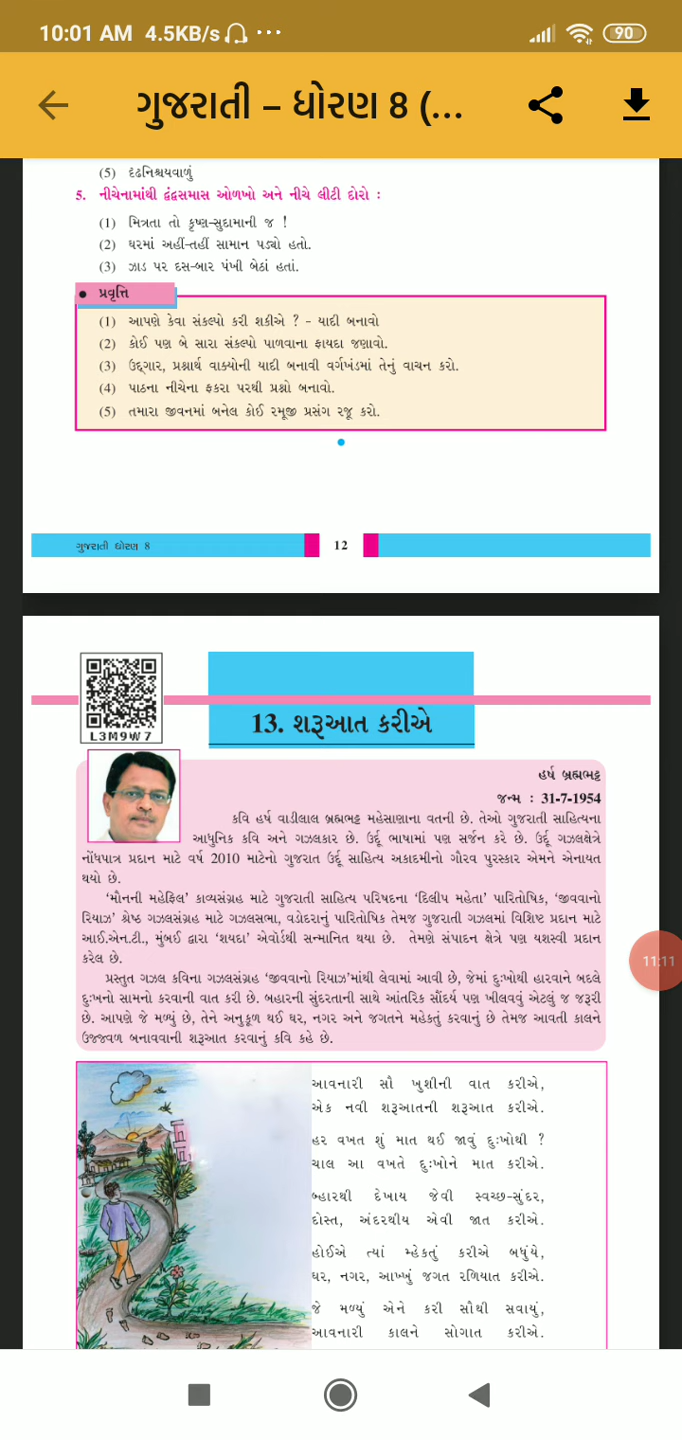 10:01 AM 4.5KB/s ... 90
ગુજરાતી – ધોરણ 8 (...
(5) દૃઢનિશ્ચયવાળું
5. નીચેનામાંથી દ્વંદ્વસમાસ ઓળખો અને નીચે લીટી દોરો :
(1) મિત્રતા તો કૃષ્ણ-સુદામાની જ !
(2) ઘરમાં અહીં-તહીં સામાન પડ્યો હતો.
(3) ઝાડ પર દસ-બાર પંખી બેઠાં હતાં.
● પ્રવૃત્તિ
(1) આપણે કેવા સંકલ્પો કરી શકીએ ? - યાદી બનાવો
(2) કોઈ પણ બે સારા સંકલ્પો પાળવાના ફાયદા જણાવો.
(3) ઉદ્ગાર, પ્રશ્નાર્થ વાક્યોની યાદી બનાવી વર્ગખંડમાં તેનું વાચન કરો.
(4) પાઠના નીચેના ફકરા પરથી પ્રશ્નો બનાવો.
(5) તમારા જીવનમાં બનેલ કોઈ રમૂજી પ્રસંગ રજૂ કરો.
ગુજરાતી ધોરણ 8 12
L3M9W7
13. શરૂઆત કરીએ
હર્ષ બ્રહ્મભટ્ટ
જન્મ : 31-7-1954
કવિ હર્ષ વાડીલાલ બ્રહ્મભટ્ટ મહેસાણાના વતની છે. તેઓ ગુજરાતી સાહિત્યના
આધુનિક કવિ અને ગઝલકાર છે. ઉર્દૂ ભાષામાં પણ સર્જન કરે છે. ઉર્દૂ ગઝલક્ષેત્રે
નોંધપાત્ર પ્રદાન માટે વર્ષ 2010 માટેનો ગુજરાત ઉર્દૂ સાહિત્ય અકાદમીનો ગૌરવ પુરસ્કાર એમને એનાયત
થયો છે.
‘મૌનની મહેફિલ’ કાવ્યસંગ્રહ માટે ગુજરાતી સાહિત્ય પરિષદના ‘દિલીપ મહેતા’ પારિતોષિક, ‘જીવવાનો
રિયાઝ’ શ્રેષ્ઠ ગઝલસંગ્રહ માટે ગઝલસભા, વડોદરાનું પારિતોષિક તેમજ ગુજરાતી ગઝલમાં વિશિષ્ટ પ્રદાન માટે
આઈ.એન.ટી., મુંબઈ દ્વારા ‘શયદા’ એવૉર્ડથી સન્માનિત થયા છે. તેમણે સંપાદન ક્ષેત્રે પણ યશસ્વી પ્રદાન
કરેલ છે.
પ્રસ્તુત ગઝલ કવિના ગઝલસંગ્રહ ‘જીવવાનો રિયાઝ’માંથી લેવામાં આવી છે, જેમાં દુઃખોથી હારવાને બદલે
દુઃખનો સામનો કરવાની વાત કરી છે. બહારની સુંદરતાની સાથે આંતરિક સૌંદર્ય પણ ખીલવવું એટલું જ જરૂરી
છે. આપણે જે મળ્યું છે, તેને અનુકૂળ થઈ ઘર, નગર અને જગતને મહેકતું કરવાનું છે તેમજ આવતી કાલને
ઉજ્જવળ બનાવવાની શરૂઆત કરવાનું કવિ કહે છે.
11:11
આવનારી સૌ ખુશીની વાત કરીએ,
એક નવી શરૂઆતની શરૂઆત કરીએ.
હર વખત શું માત થઈ જાવું દુઃખોથી ?
ચાલ આ વખતે દુઃખોને માત કરીએ.
બ્હારથી દેખાય જેવી સ્વચ્છ-સુંદર,
દોસ્ત, અંદરથીય એવી જાત કરીએ.
હોઈએ ત્યાં મ્હેકતું કરીએ બધુંયે,
ઘર, નગર, આખ્ખું જગત રળિયાત કરીએ.
જે મળ્યું એને કરી સૌથી સવાયું,
આવનારી કાલને સોગાત કરીએ.